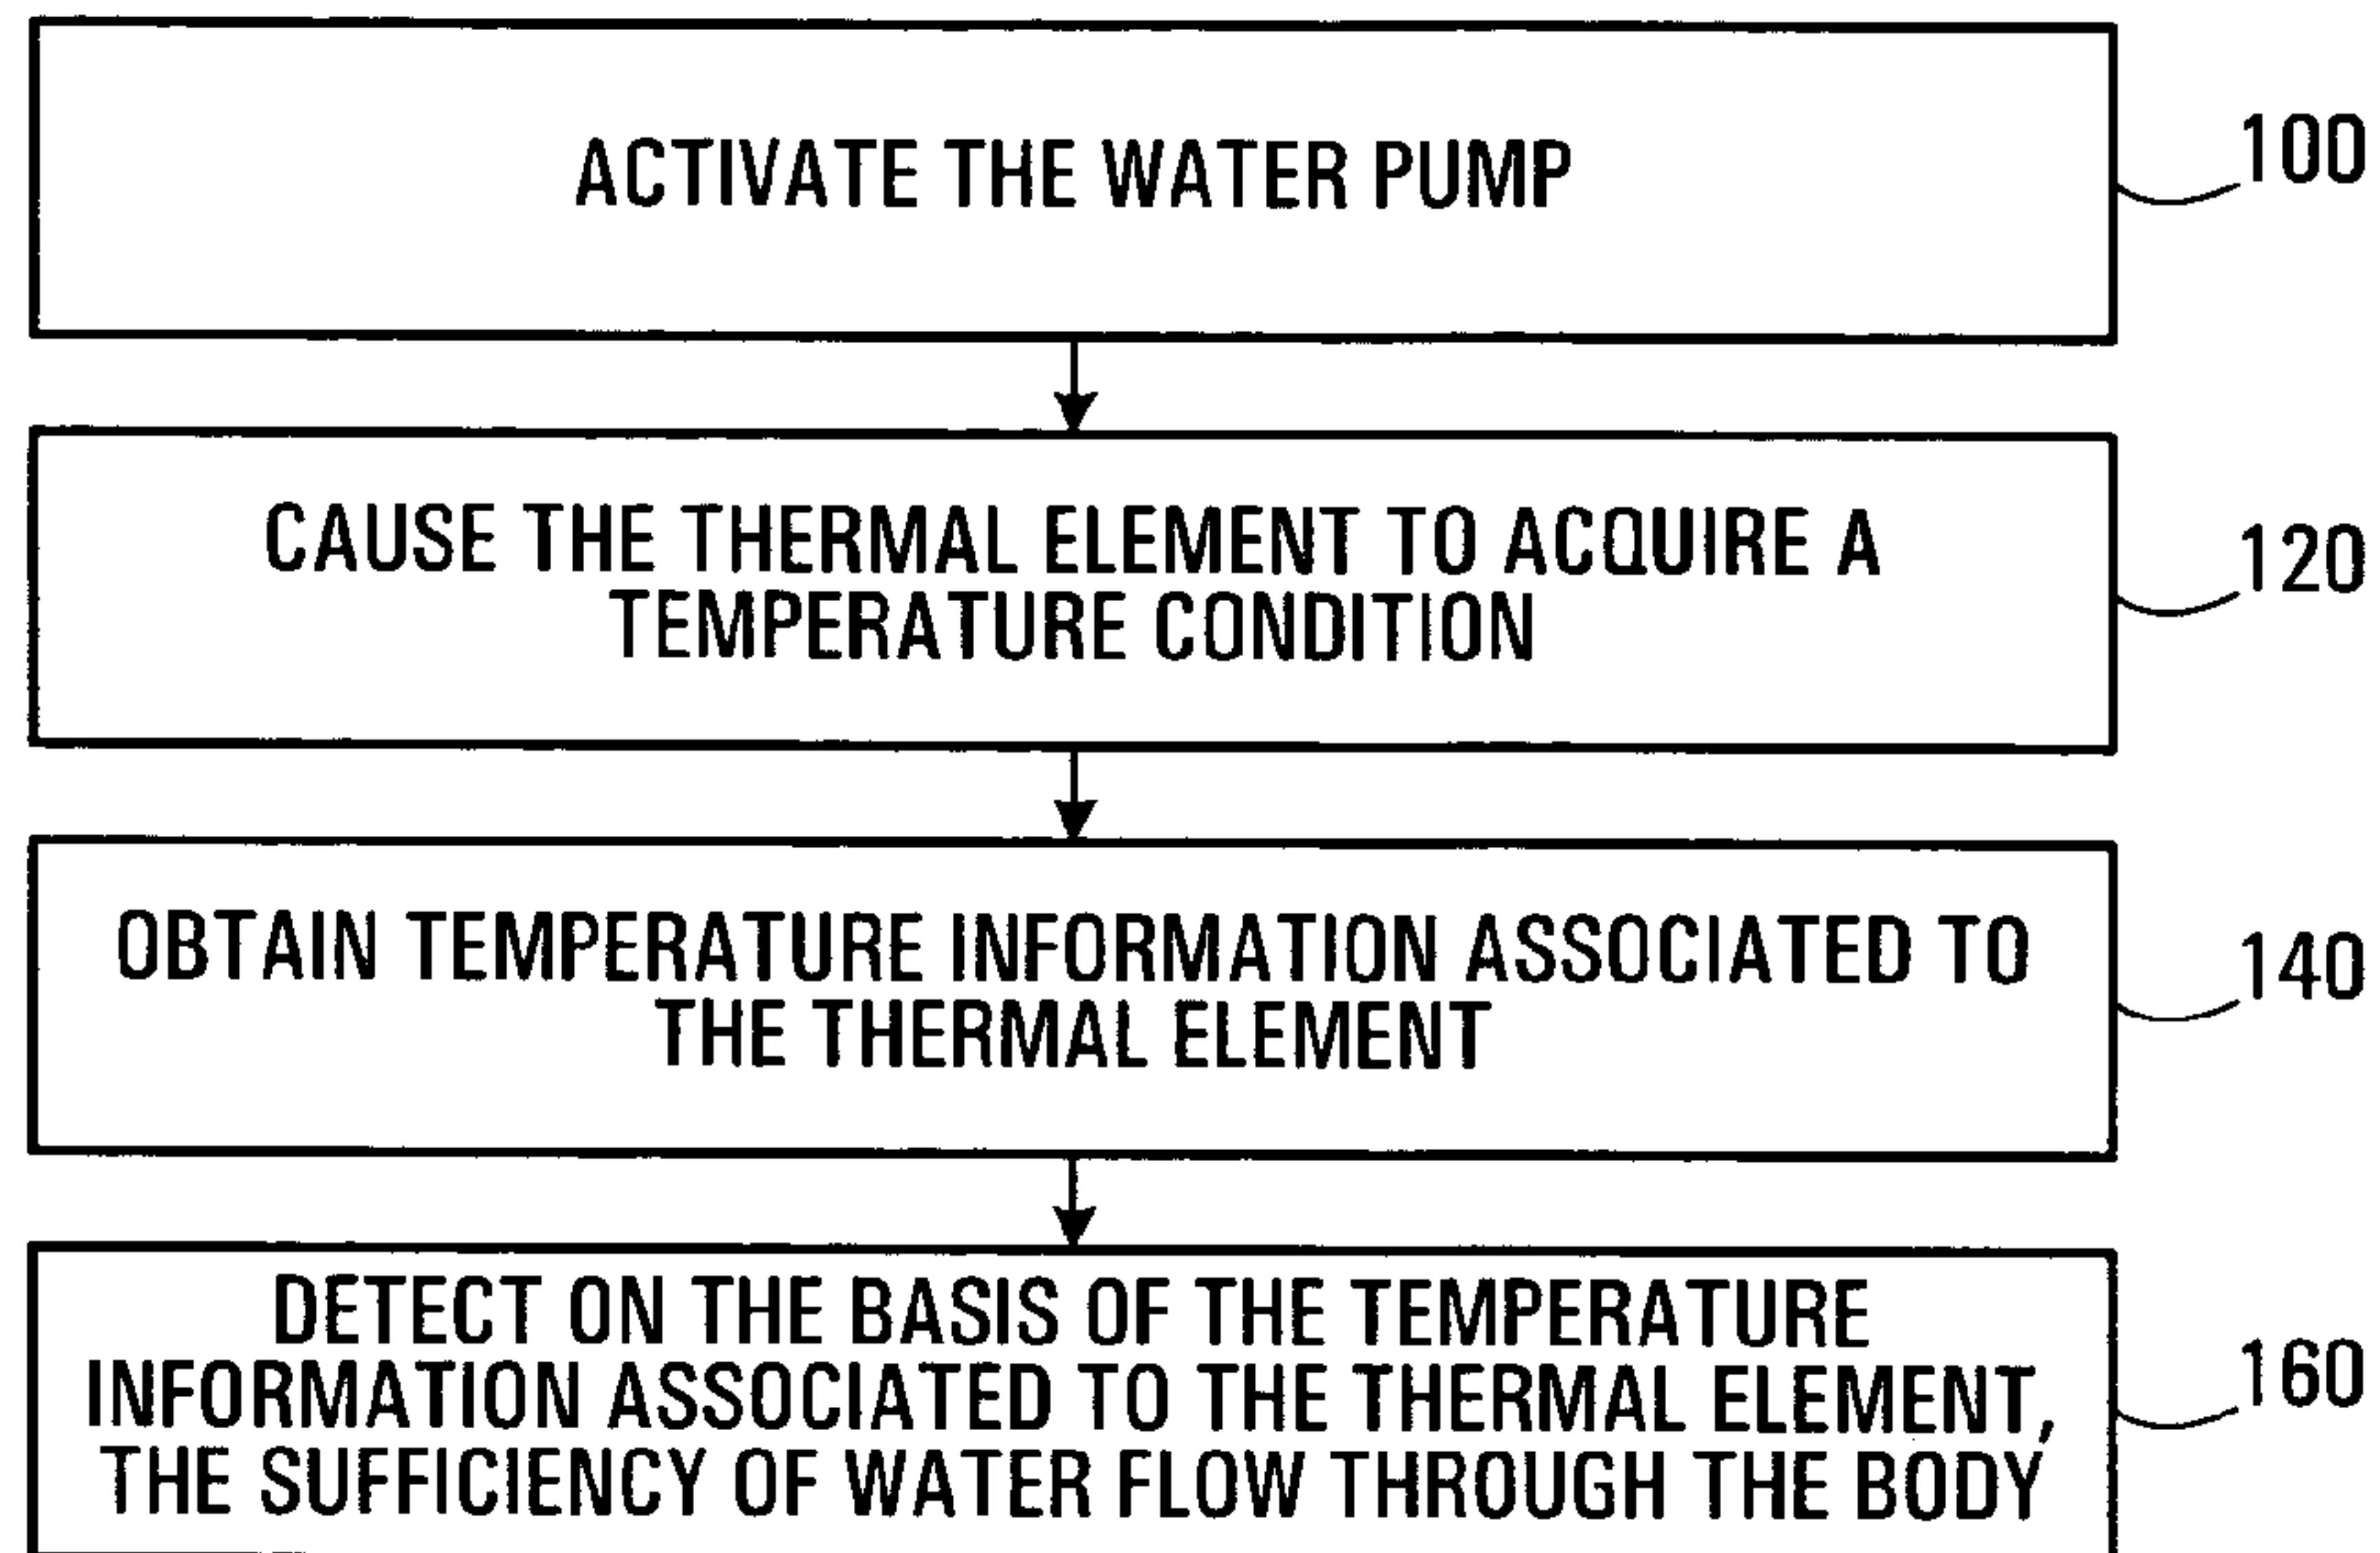 ACTIVATE THE WATER PUMP
100
CAUSE THE THERMAL ELEMENT TO ACQUIRE A
TEMPERATURE CONDITION
120
OBTAIN TEMPERATURE INFORMATION ASSOCIATED TO
THE THERMAL ELEMENT
140
DETECT ON THE BASIS OF THE TEMPERATURE
INFORMATION ASSOCIATED TO THE THERMAL ELEMENT,
THE SUFFICIENCY OF WATER FLOW THROUGH THE BODY
160